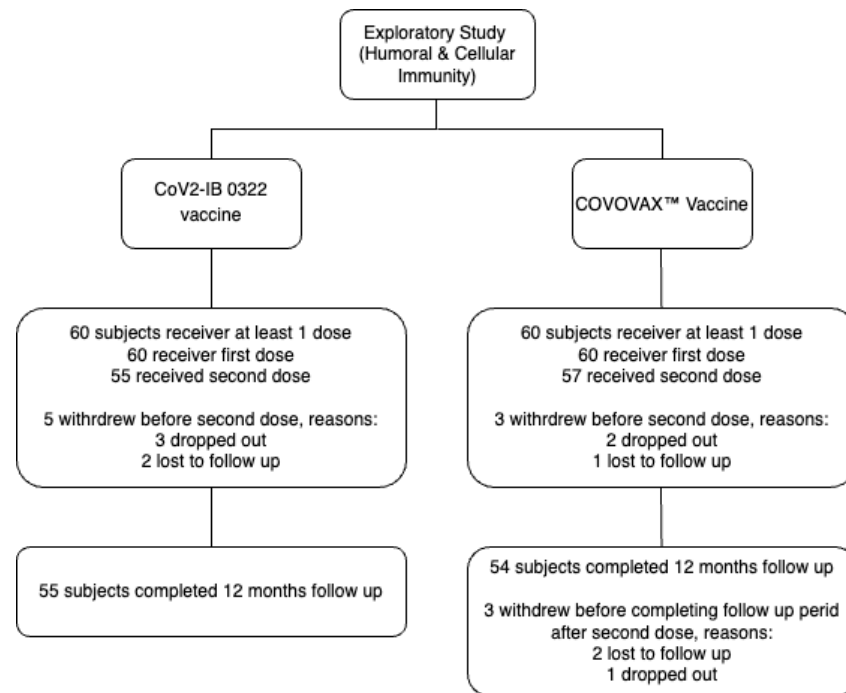 Exploratory Study
(Humoral & Cellular
Immunity)
CoV2-IB 0322
vaccine
COVOVAX™ Vaccine
60 subjects receiver at least 1 dose
60 receiver first dose
55 received second dose
5 withrdrew before second dose, reasons:
3 dropped out
2 lost to follow up
60 subjects receiver at least 1 dose
60 receiver first dose
57 received second dose
3 withrdrew before second dose, reasons:
2 dropped out
1 lost to follow up
55 subjects completed 12 months follow up
54 subjects completed 12 months follow up
3 withdrew before completing follow up perid
after second dose, reasons:
2 lost to follow up
1 dropped out